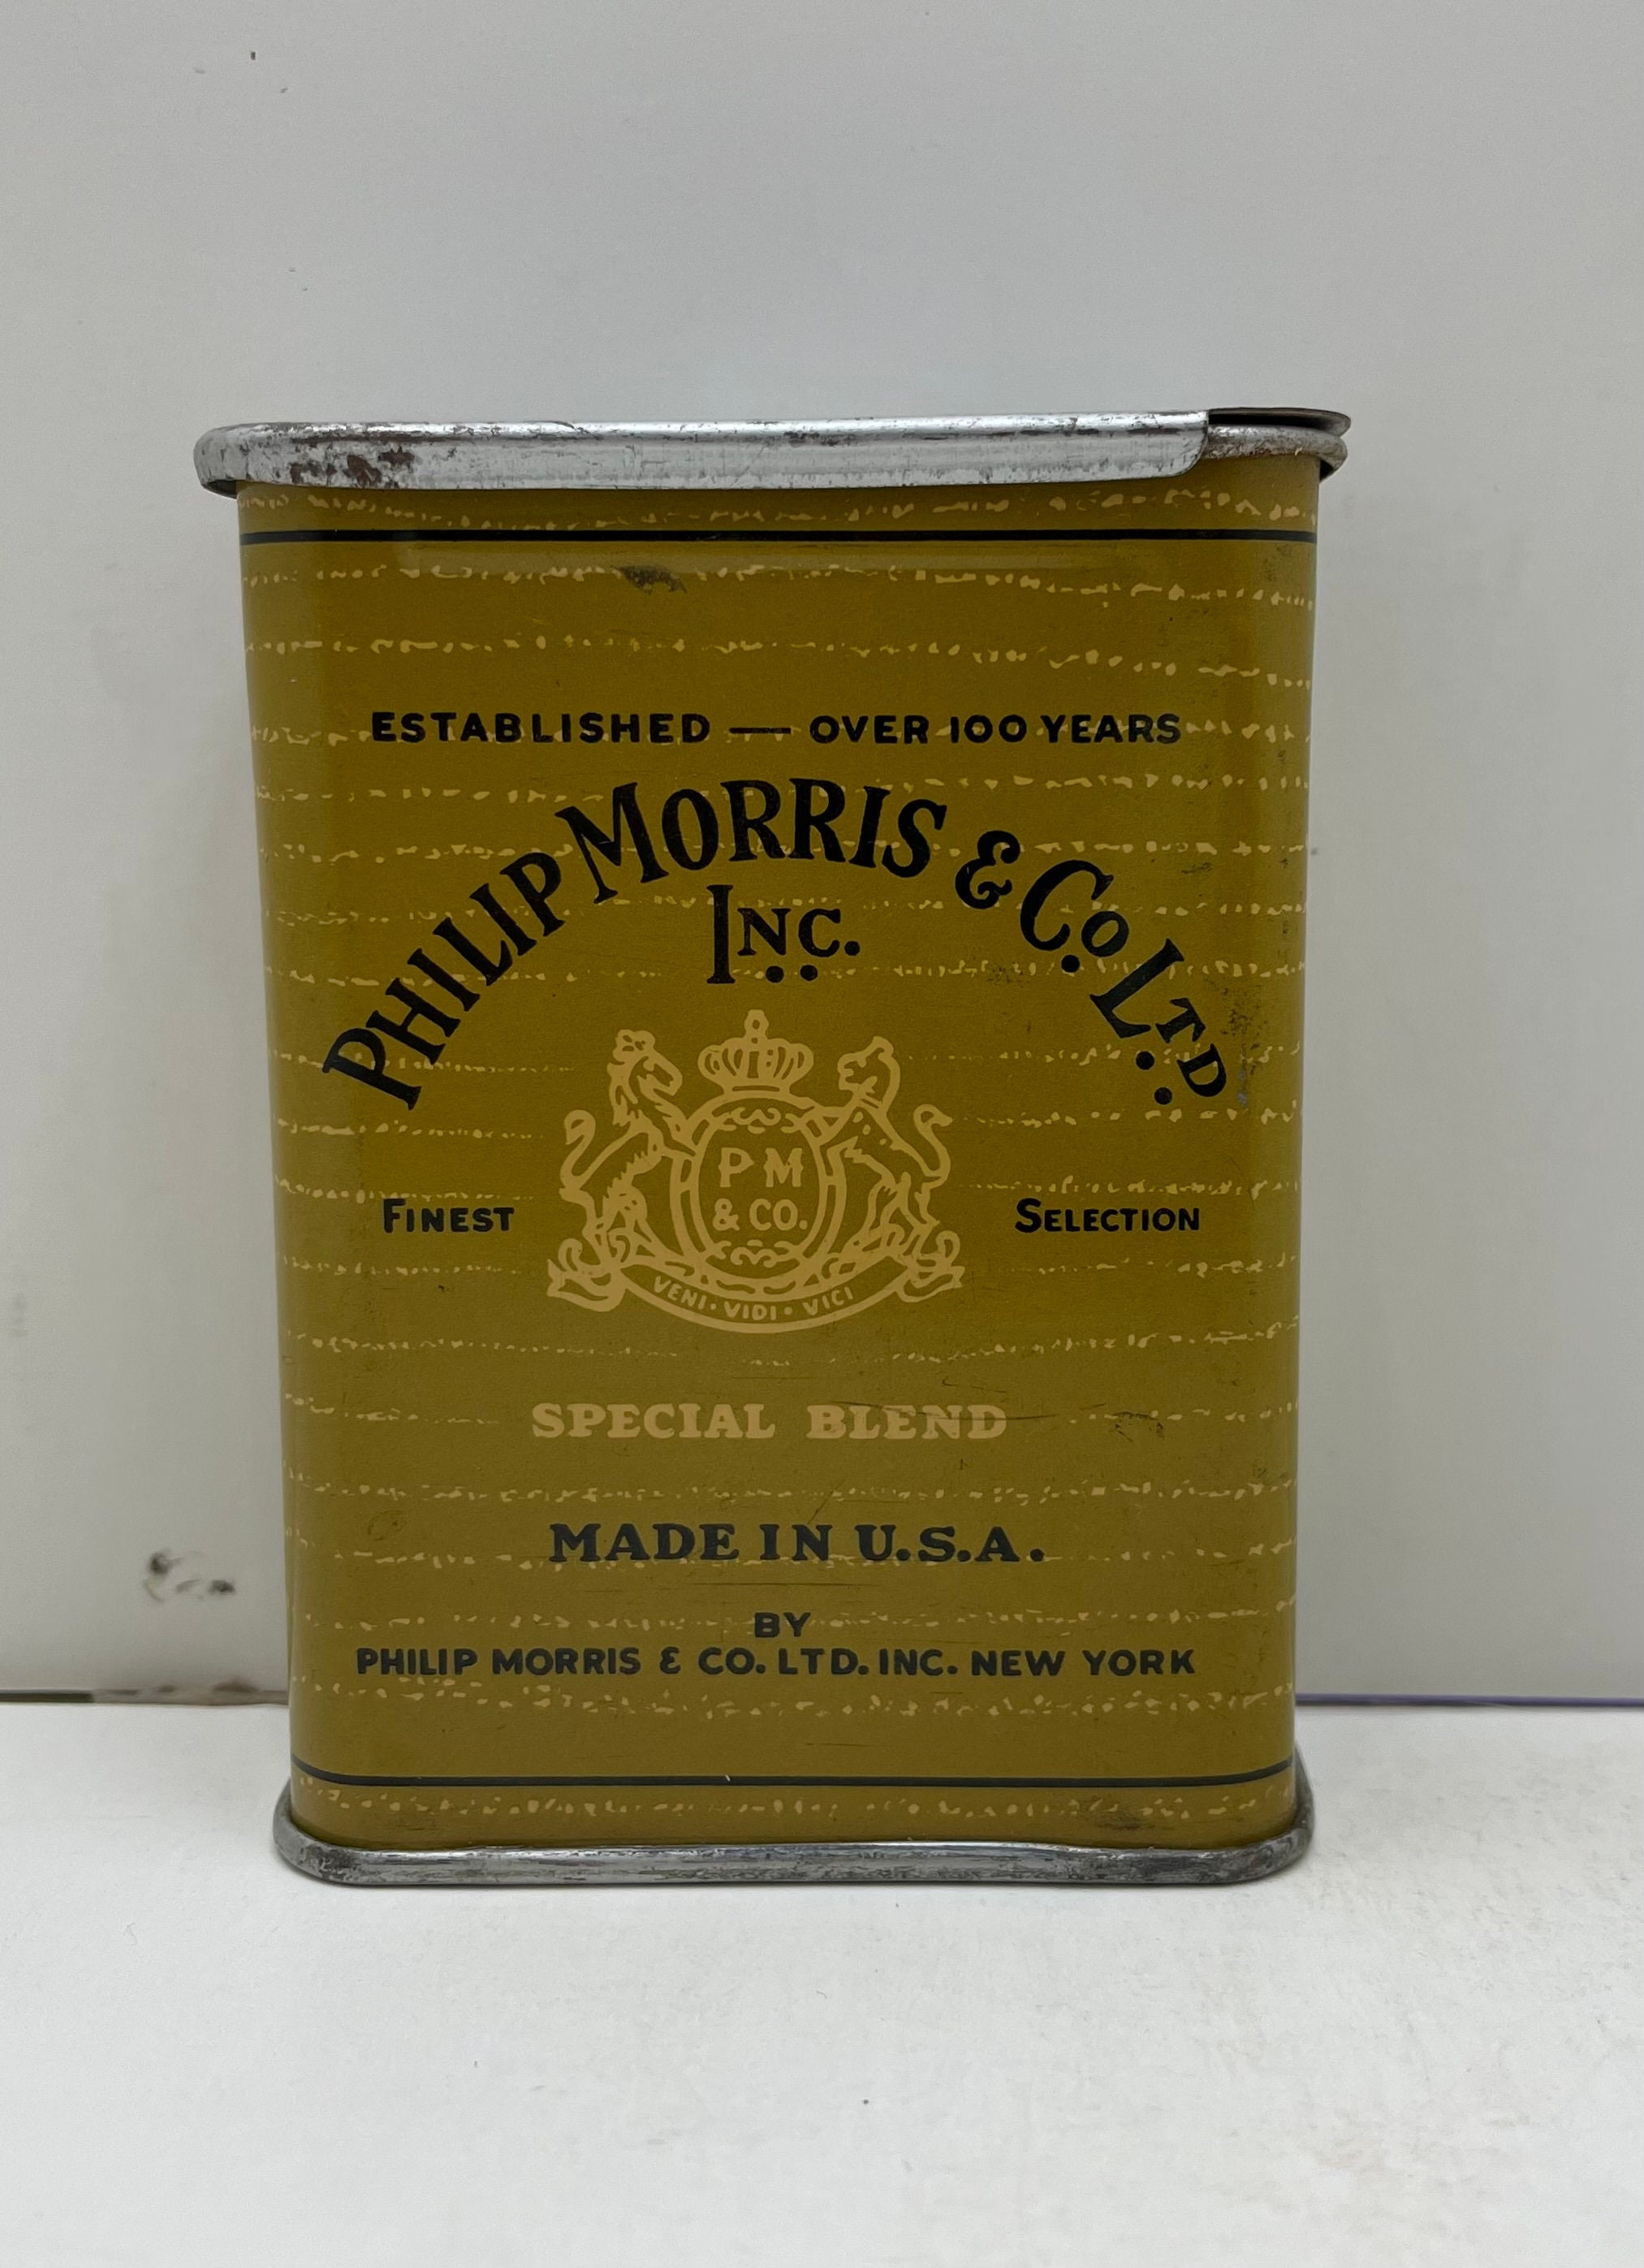 ESTABLISHED — OVER 100 YEARS
PHILIP MORRIS & CO. LTD.
INC.
P M
& CO.
FINEST
SELECTION
VENI · VIDI · VICI
SPECIAL BLEND
MADE IN U.S.A.
BY
PHILIP MORRIS & CO. LTD. INC. NEW YORK